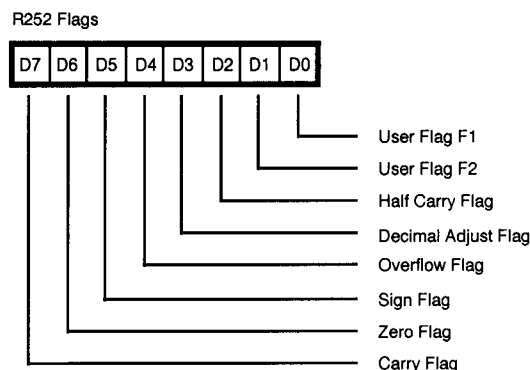 R252 Flags
D7 D6 D5 D4 D3 D2 D1 D0
User Flag F1
User Flag F2
Half Carry Flag
Decimal Adjust Flag
Overflow Flag
Sign Flag
Zero Flag
Carry Flag